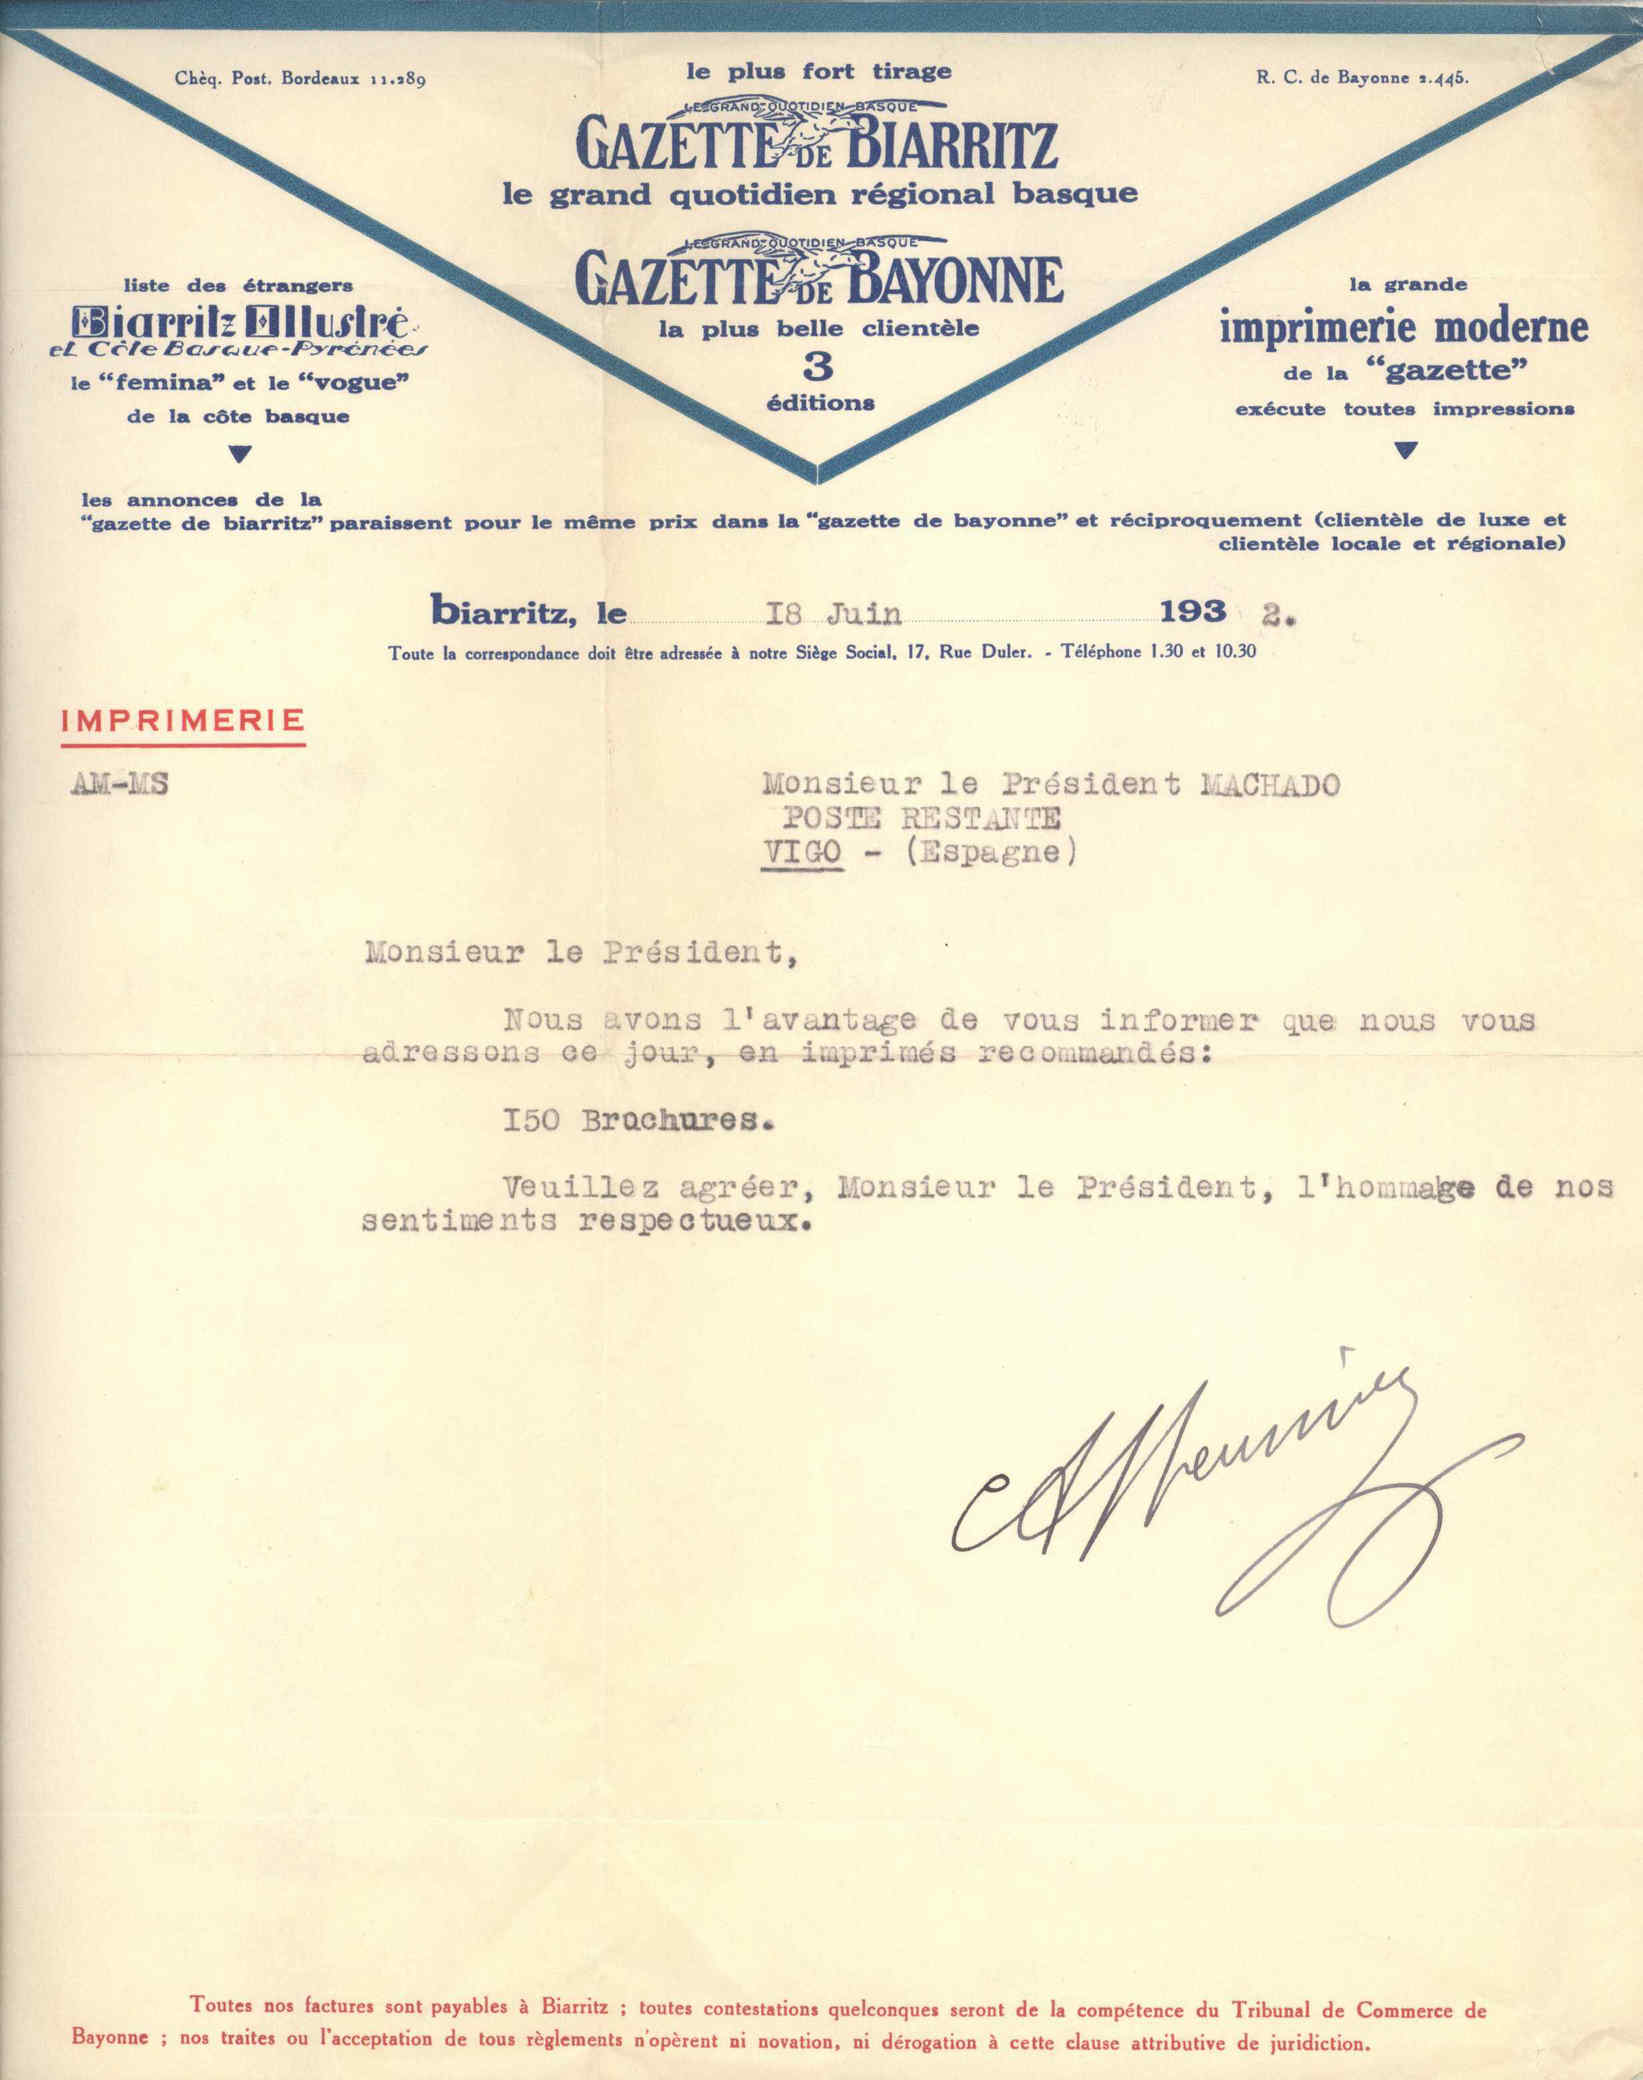 Chèq. Post. Bordeaux 11.289
le plus fort tirage
R. C. de Bayonne 2.445.
LE GRAND QUOTIDIEN BASQUE
GAZETTE DE BIARRITZ
le grand quotidien régional basque
LE GRAND QUOTIDIEN BASQUE
GAZETTE DE BAYONNE
la plus belle clientèle
3
éditions
liste des étrangers
Biarritz Illustré
et Côte Basque-Pyrénées
le "femina" et le "vogue"
de la côte basque
la grande
imprimerie moderne
de la "gazette"
exécute toutes impressions
les annonces de la
"gazette de biarritz" paraissent pour le même prix dans la "gazette de bayonne" et réciproquement (clientèle de luxe et
clientèle locale et régionale)
biarritz, le 18 Juin 193 2.
Toute la correspondance doit être adressée à notre Siège Social, 17, Rue Duler. - Téléphone 1.30 et 10.30
IMPRIMERIE
AM-MS
Monsieur le Président MACHADO
POSTE RESTANTE
VIGO - (Espagne)
Monsieur le Président,
Nous avons l'avantage de vous informer que nous vous
adressons ce jour, en imprimés recommandés:
I50 Brochures.
Veuillez agréer, Monsieur le Président, l'hommage de nos
sentiments respectueux.
Toutes nos factures sont payables à Biarritz ; toutes contestations quelconques seront de la compétence du Tribunal de Commerce de
Bayonne ; nos traites ou l'acceptation de tous règlements n'opèrent ni novation, ni dérogation à cette clause attributive de juridiction.